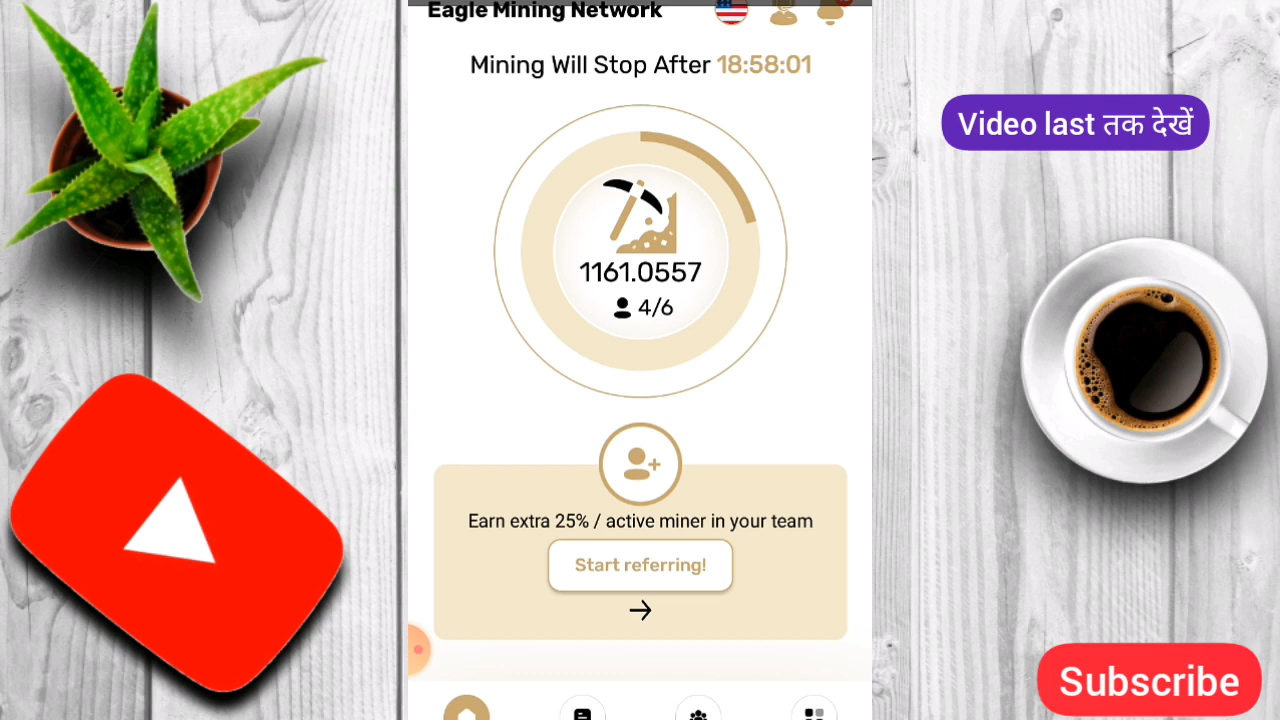 Eagle Mining Network
Mining Will Stop After 18:58:01
Video last तक देखें
1161.0557
4/6
Earn extra 25% / active miner in your team
Start referring!
Subscribe